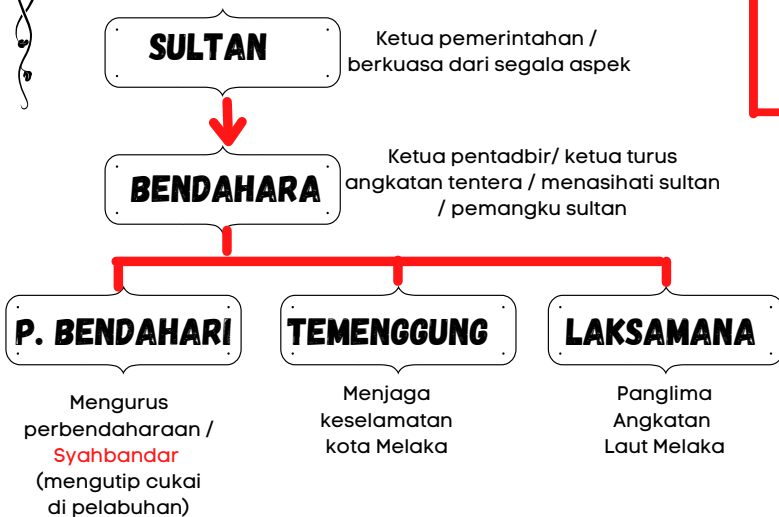 SULTAN
Ketua pemerintahan /
berkuasa dari segala aspek
BENDAHARA
Ketua pentadbir/ ketua turus
angkatan tentera / menasihati sultan
/ pemangku sultan
P. BENDAHARI
Mengurus
perbendaharaan /
Syahbandar
(mengutip cukai
di pelabuhan)
TEMENGGUNG
Menjaga
keselamatan
kota Melaka
LAKSAMANA
Panglima
Angkatan
Laut Melaka